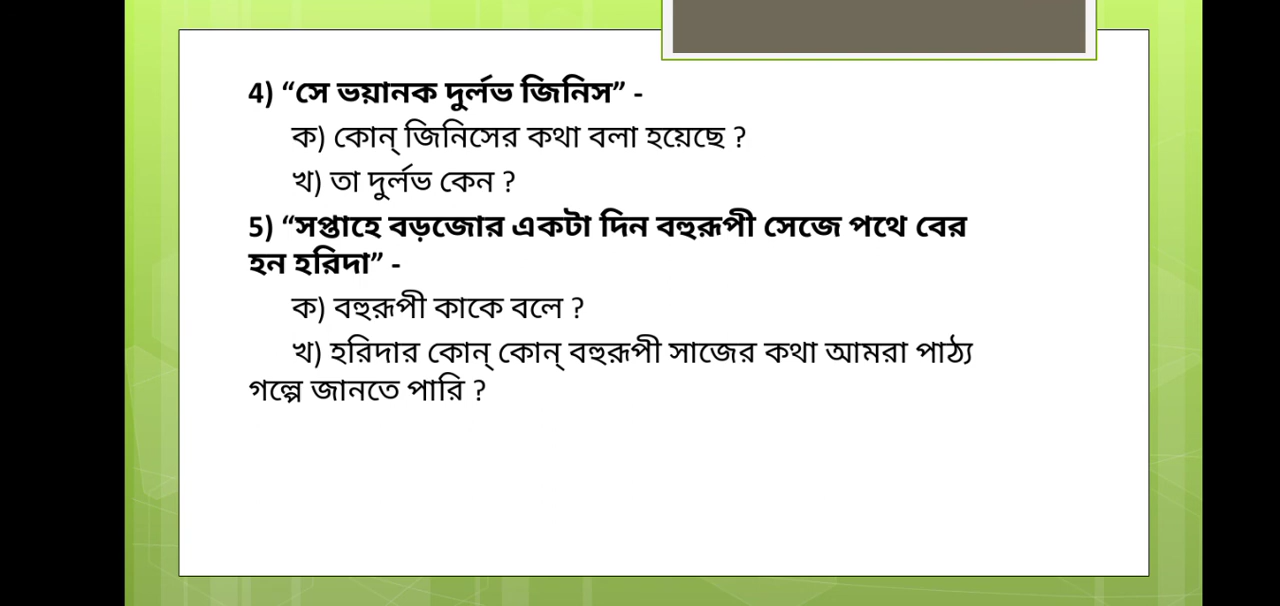 4) “সে ভয়ানক দুর্লভ জিনিস” -
ক) কোন্ জিনিসের কথা বলা হয়েছে ?
খ) তা দুর্লভ কেন ?
5) “সপ্তাহে বড়জোর একটা দিন বহুরূপী সেজে পথে বের
হন হরিদা” -
ক) বহুরূপী কাকে বলে ?
খ) হরিদার কোন্ কোন্ বহুরূপী সাজের কথা আমরা পাঠ্য
গল্পে জানতে পারি ?